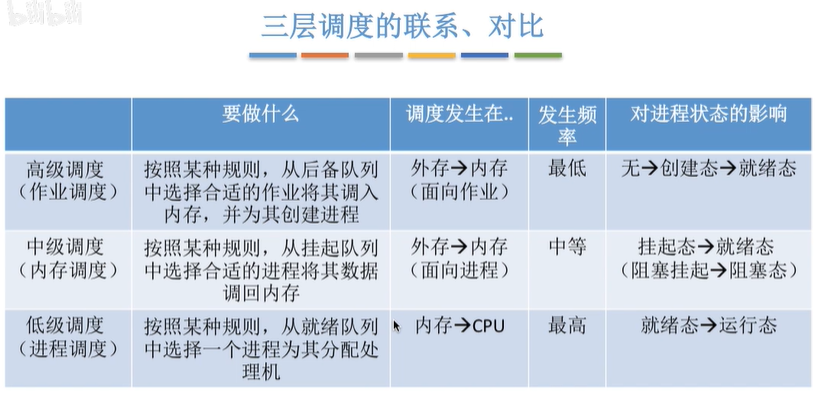 bilibili
三层调度的联系、对比
要做什么
调度发生在..
发生频
率
对进程状态的影响
高级调度
（作业调度）
按照某种规则，从后备队列
中选择合适的作业将其调入
内存，并为其创建进程
外存→内存
（面向作业）
最低
无→创建态→就绪态
中级调度
（内存调度）
按照某种规则，从挂起队列
中选择合适的进程将其数据
调回内存
外存→内存
（面向进程）
中等
挂起态→就绪态
（阻塞挂起→阻塞态）
低级调度
（进程调度）
按照某种规则，从就绪队列
中选择一个进程为其分配处
理机
内存→CPU
最高
就绪态→运行态